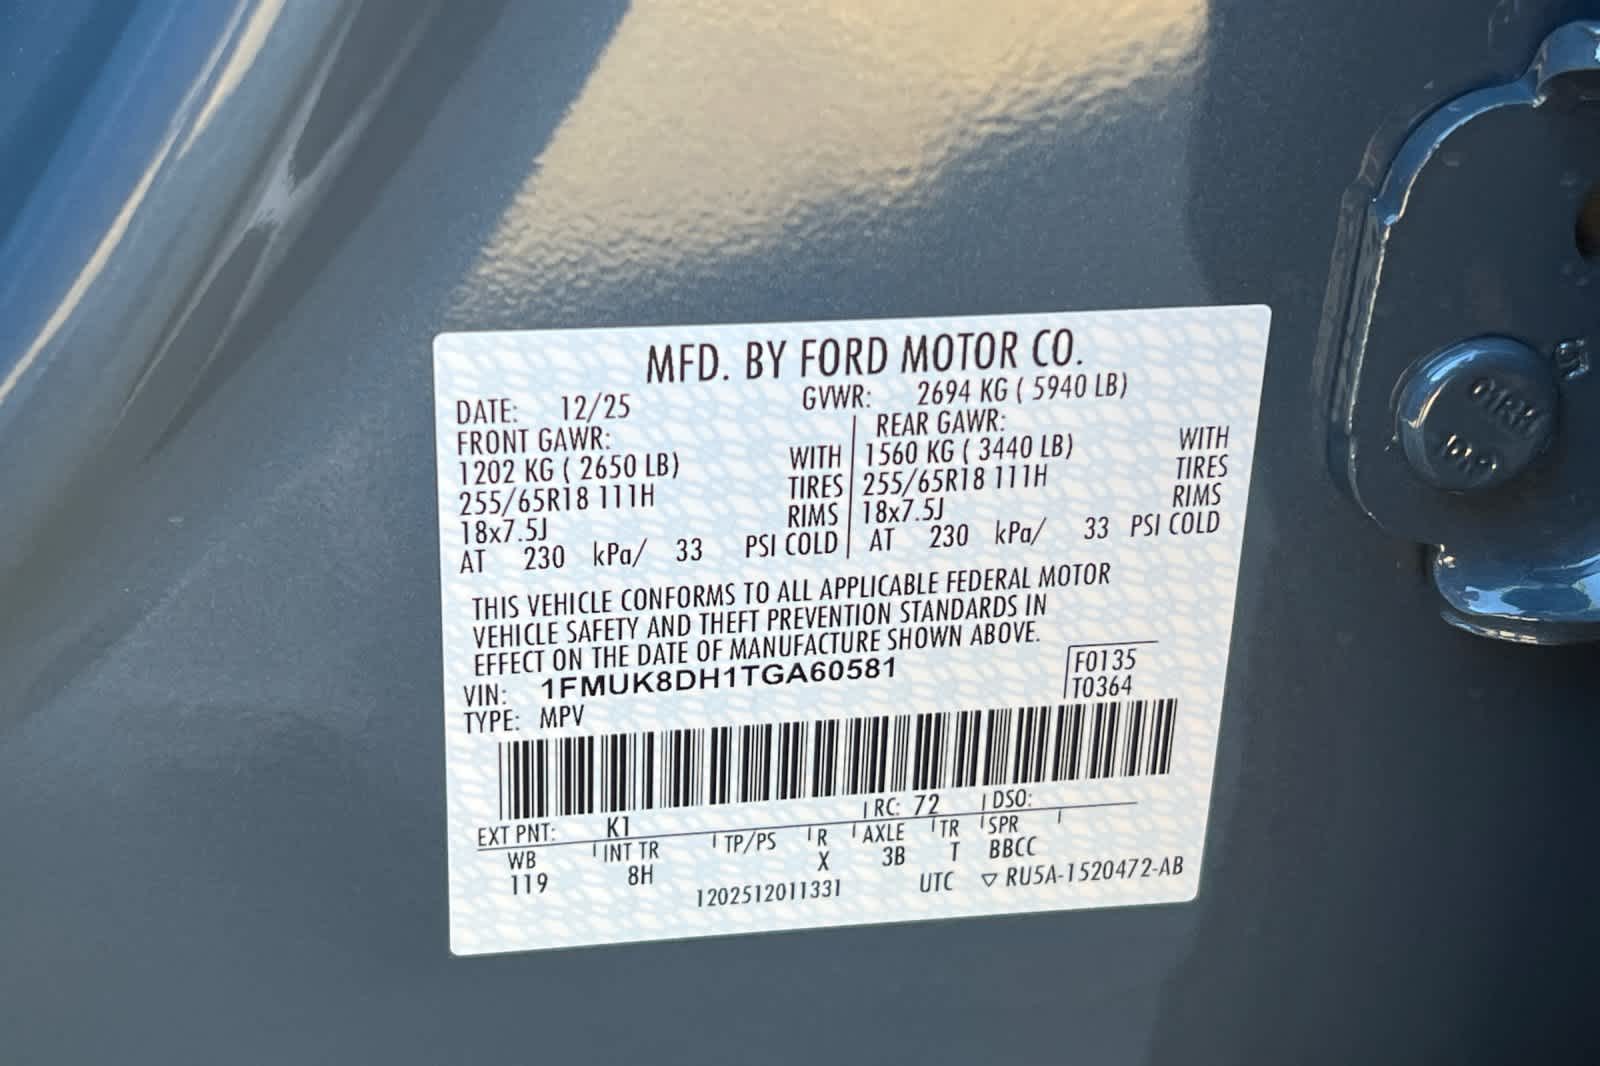 MFD. BY FORD MOTOR CO.
DATE: 12/25 GVWR: 2694 KG ( 5940 LB)
FRONT GAWR: REAR GAWR:
1202 KG ( 2650 LB) WITH 1560 KG ( 3440 LB) WITH
255/65R18 111H TIRES 255/65R18 111H TIRES
18x7.5J RIMS 18x7.5J RIMS
AT 230 kPa/ 33 PSI COLD AT 230 kPa/ 33 PSI COLD
THIS VEHICLE CONFORMS TO ALL APPLICABLE FEDERAL MOTOR
VEHICLE SAFETY AND THEFT PREVENTION STANDARDS IN
EFFECT ON THE DATE OF MANUFACTURE SHOWN ABOVE.
VIN: 1FMUK8DH1TGA60581 F0135
TYPE: MPV T0364
EXT PNT: K1 RC: 72 DSO:
WB INT TR TP/PS R AXLE TR SPR
119 8H X 3B T BBCC
1202512011331 UTC ▽ RU5A-1520472-AB